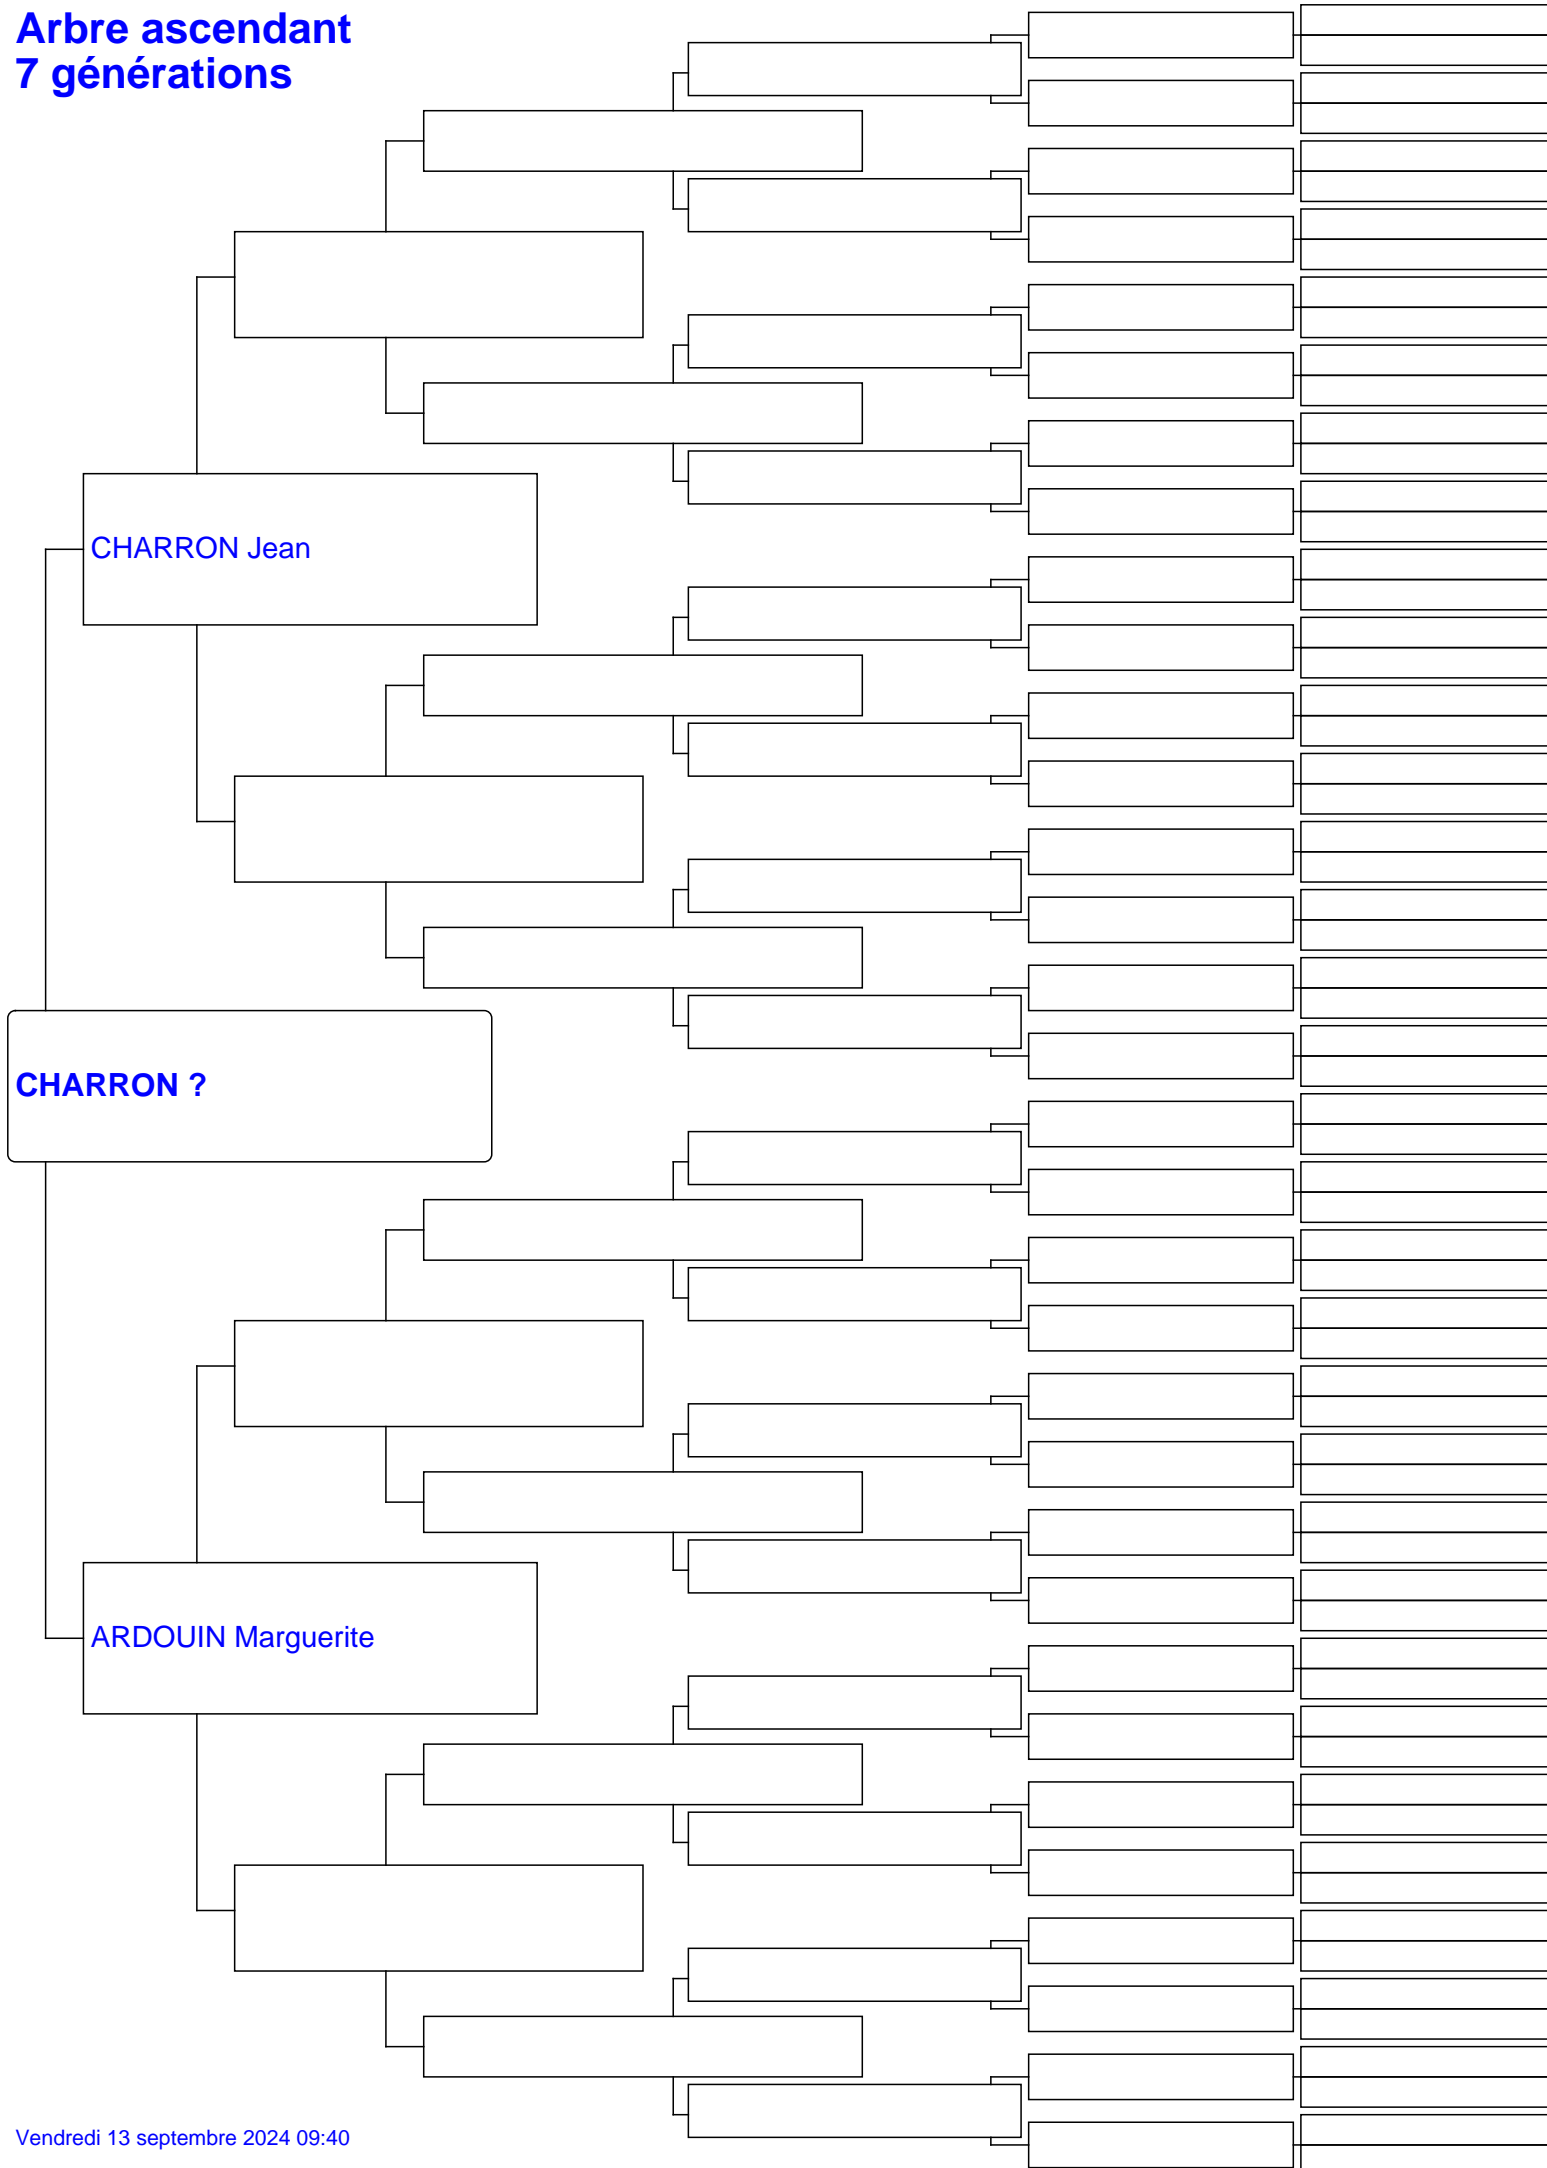 Arbre ascendant
7 générations
CHARRON Jean
CHARRON ?
ARDOUIN Marguerite
Vendredi 13 septembre 2024 09:40